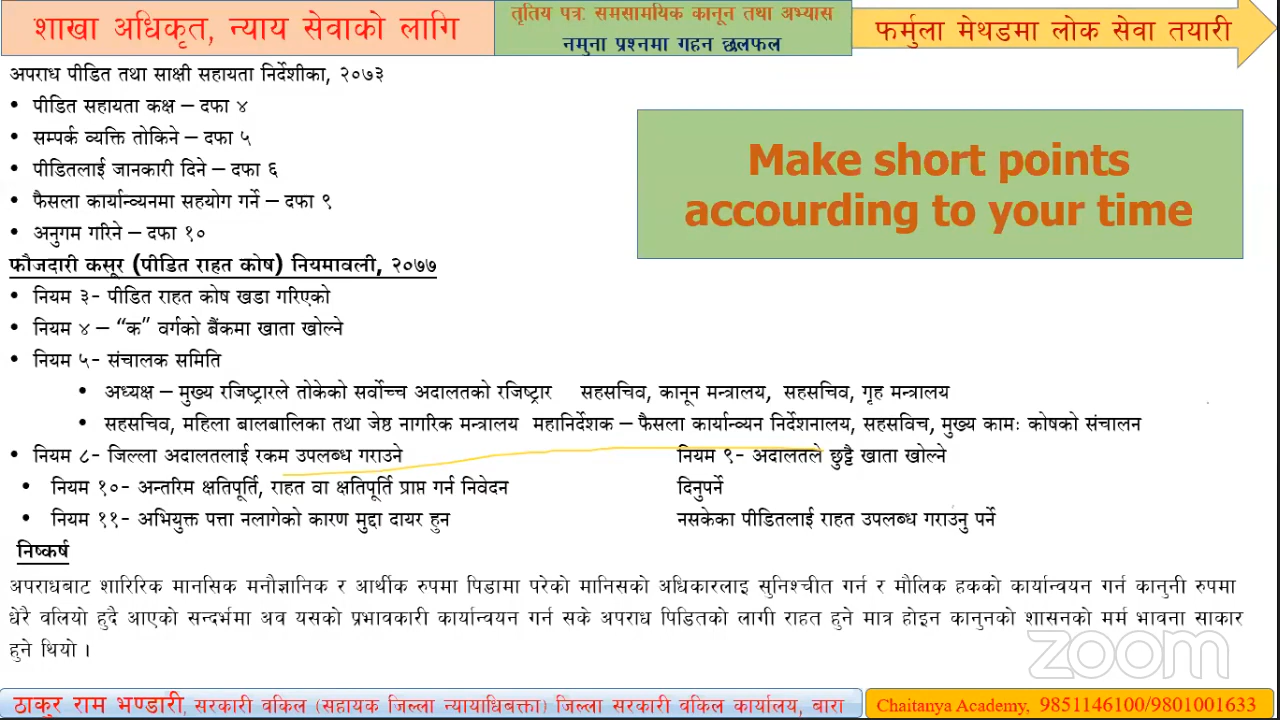 शाखा अधिकृत, न्याय सेवाको लागि
तृतिय पत्र: समसामयिक कानून तथा अभ्यास
नमुना प्रश्नमा गहन छलफल
फर्मुला मेथडमा लोक सेवा तयारी
अपराध पीडित तथा साक्षी सहायता निर्देशीका, २०७३
• पीडित सहायता कक्ष – दफा ४
• सम्पर्क व्यक्ति तोकिने – दफा ५
• पीडितलाई जानकारी दिने – दफा ६
• फैसला कार्यान्व्यनमा सहयोग गर्ने – दफा ९
• अनुगम गरिने – दफा १०
Make short points
accourding to your time
फौजदारी कसूर (पीडित राहत कोष) नियमावली, २०७७
• नियम ३- पीडित राहत कोष खडा गरिएको
• नियम ४ – “क” वर्गको बैंकमा खाता खोल्ने
• नियम ५- संचालक समिति
• अध्यक्ष – मुख्य रजिष्ट्रारले तोकेको सर्वोच्च अदालतको रजिष्ट्रार सहसचिव, कानून मन्त्रालय, सहसचिव, गृह मन्त्रालय
• सहसचिव, महिला बालबालिका तथा जेष्ठ नागरिक मन्त्रालय महानिर्देशक – फैसला कार्यान्व्यन निर्देशनालय, सहसविच, मुख्य कामः कोषको संचालन
• नियम ८- जिल्ला अदालतलाई रकम उपलब्ध गराउने नियम ९- अदालतले छुट्टै खाता खोल्ने
• नियम १०- अन्तरिम क्षतिपूर्ति, राहत वा क्षतिपूर्ति प्राप्त गर्न निवेदन दिनुपर्ने
• नियम ११- अभियुक्त पत्ता नलागेको कारण मुद्दा दायर हुन नसकेका पीडितलाई राहत उपलब्ध गराउनु पर्ने
निष्कर्ष
अपराधबाट शारिरिक मानसिक मनौज्ञानिक र आर्थीक रुपमा पिडामा परेको मानिसको अधिकारलाइ सुनिश्चीत गर्न र मौलिक हकको कार्यान्वयन गर्न कानुनी रुपमा
धेरै वलियो हुदै आएको सन्दर्भमा अव यसको प्रभावकारी कार्यान्वयन गर्न सके अपराध पिडितको लागी राहत हुने मात्र होइन कानुनको शासनको मर्म भावना साकार
हुने थियो ।
zoom
ठाकुर राम भण्डारी, सरकारी वकिल (सहायक जिल्ला न्यायाधिबक्ता) जिल्ला सरकारी वकिल कार्यालय, बारा
Chaitanya Academy, 9851146100/9801001633